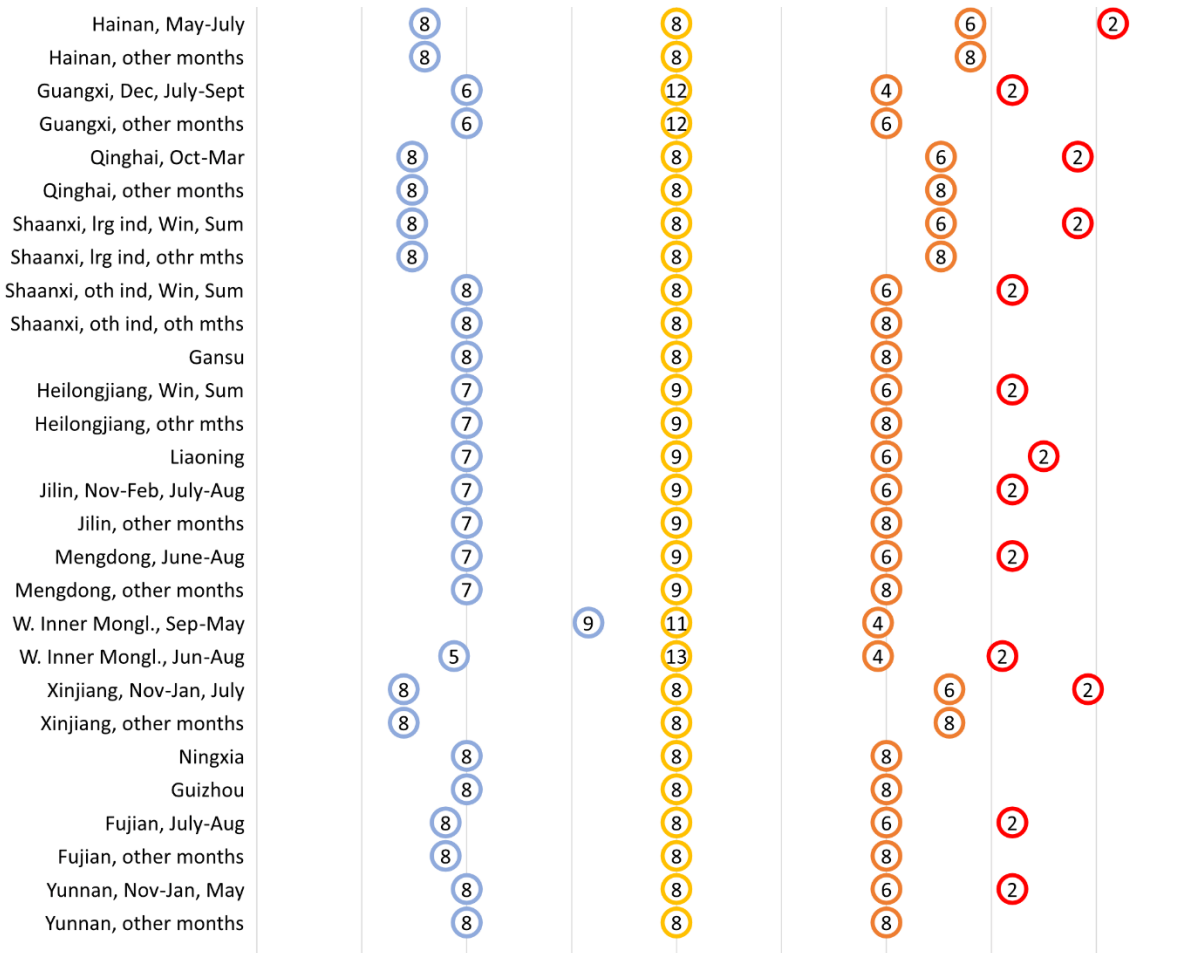 Hainan, May-July 8 8 6 2
Hainan, other months 8 8 8
Guangxi, Dec, July-Sept 6 12 4 2
Guangxi, other months 6 12 6
Qinghai, Oct-Mar 8 8 6 2
Qinghai, other months 8 8 8
Shaanxi, lrg ind, Win, Sum 8 8 6 2
Shaanxi, lrg ind, othr mths 8 8 8
Shaanxi, oth ind, Win, Sum 8 8 6 2
Shaanxi, oth ind, oth mths 8 8 8
Gansu 8 8 8
Heilongjiang, Win, Sum 7 9 6 2
Heilongjiang, othr mths 7 9 8
Liaoning 7 9 6 2
Jilin, Nov-Feb, July-Aug 7 9 6 2
Jilin, other months 7 9 8
Mengdong, June-Aug 7 9 6 2
Mengdong, other months 7 9 8
W. Inner Mongl., Sep-May 9 11 4
W. Inner Mongl., Jun-Aug 5 13 4 2
Xinjiang, Nov-Jan, July 8 8 6 2
Xinjiang, other months 8 8 8
Ningxia 8 8 8
Guizhou 8 8 8
Fujian, July-Aug 8 8 6 2
Fujian, other months 8 8 8
Yunnan, Nov-Jan, May 8 8 6 2
Yunnan, other months 8 8 8